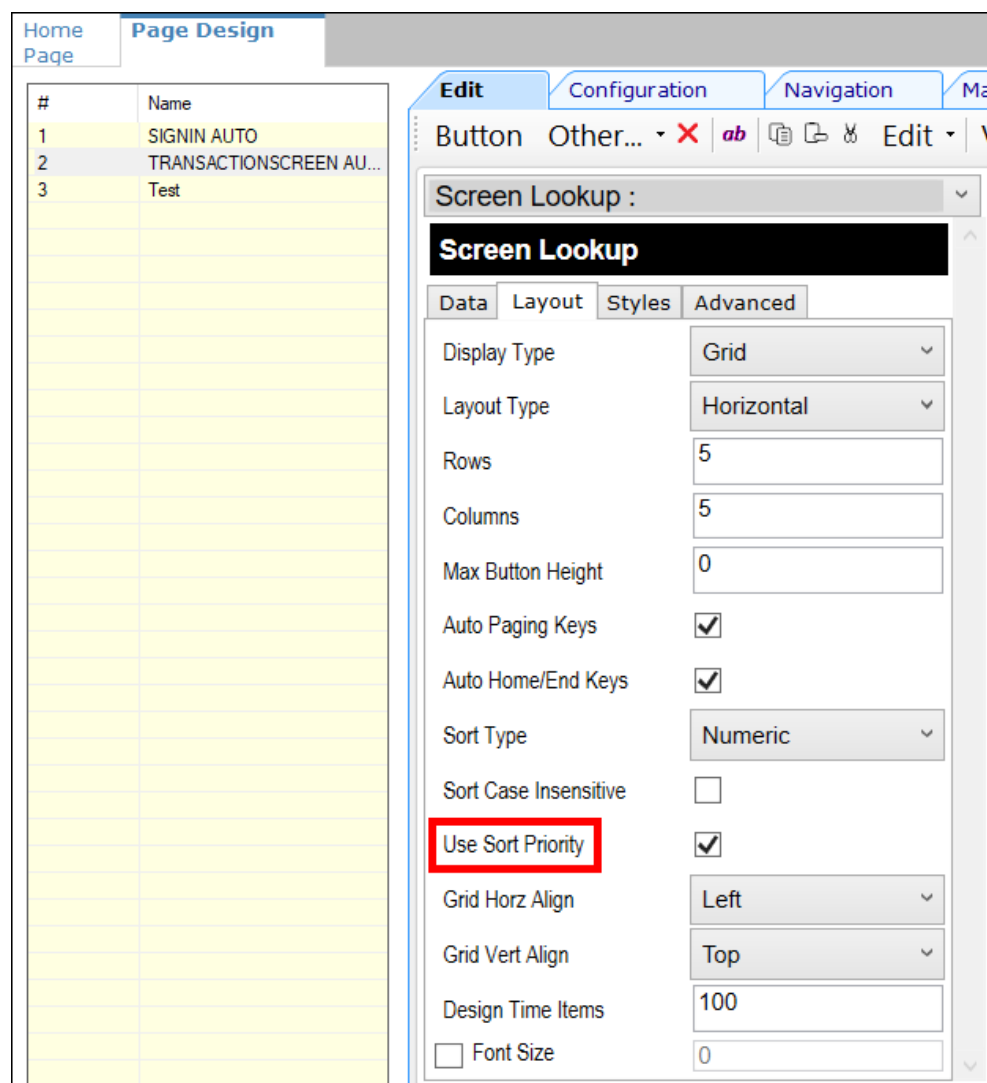 Home Page
Page Design
# Name
1 SIGNIN AUTO
2 TRANSACTIONSCREEN AU...
3 Test
Edit Configuration Navigation Ma
Button Other... ab Edit
Screen Lookup :
Screen Lookup
Data Layout Styles Advanced
Display Type Grid
Layout Type Horizontal
Rows 5
Columns 5
Max Button Height 0
Auto Paging Keys
Auto Home/End Keys
Sort Type Numeric
Sort Case Insensitive
Use Sort Priority
Grid Horz Align Left
Grid Vert Align Top
Design Time Items 100
Font Size 0